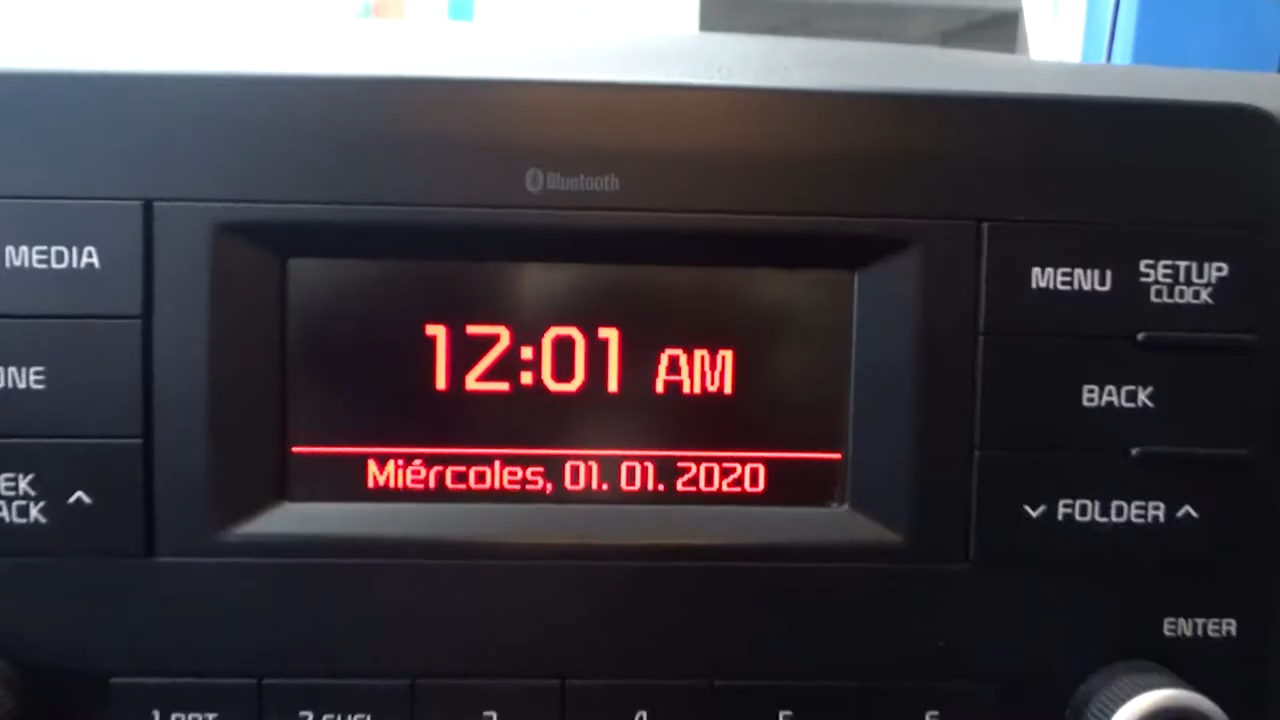 Bluetooth
MEDIA
MENU
SETUP
CLOCK
12:01 AM
BACK
Miércoles, 01. 01. 2020
FOLDER
ENTER